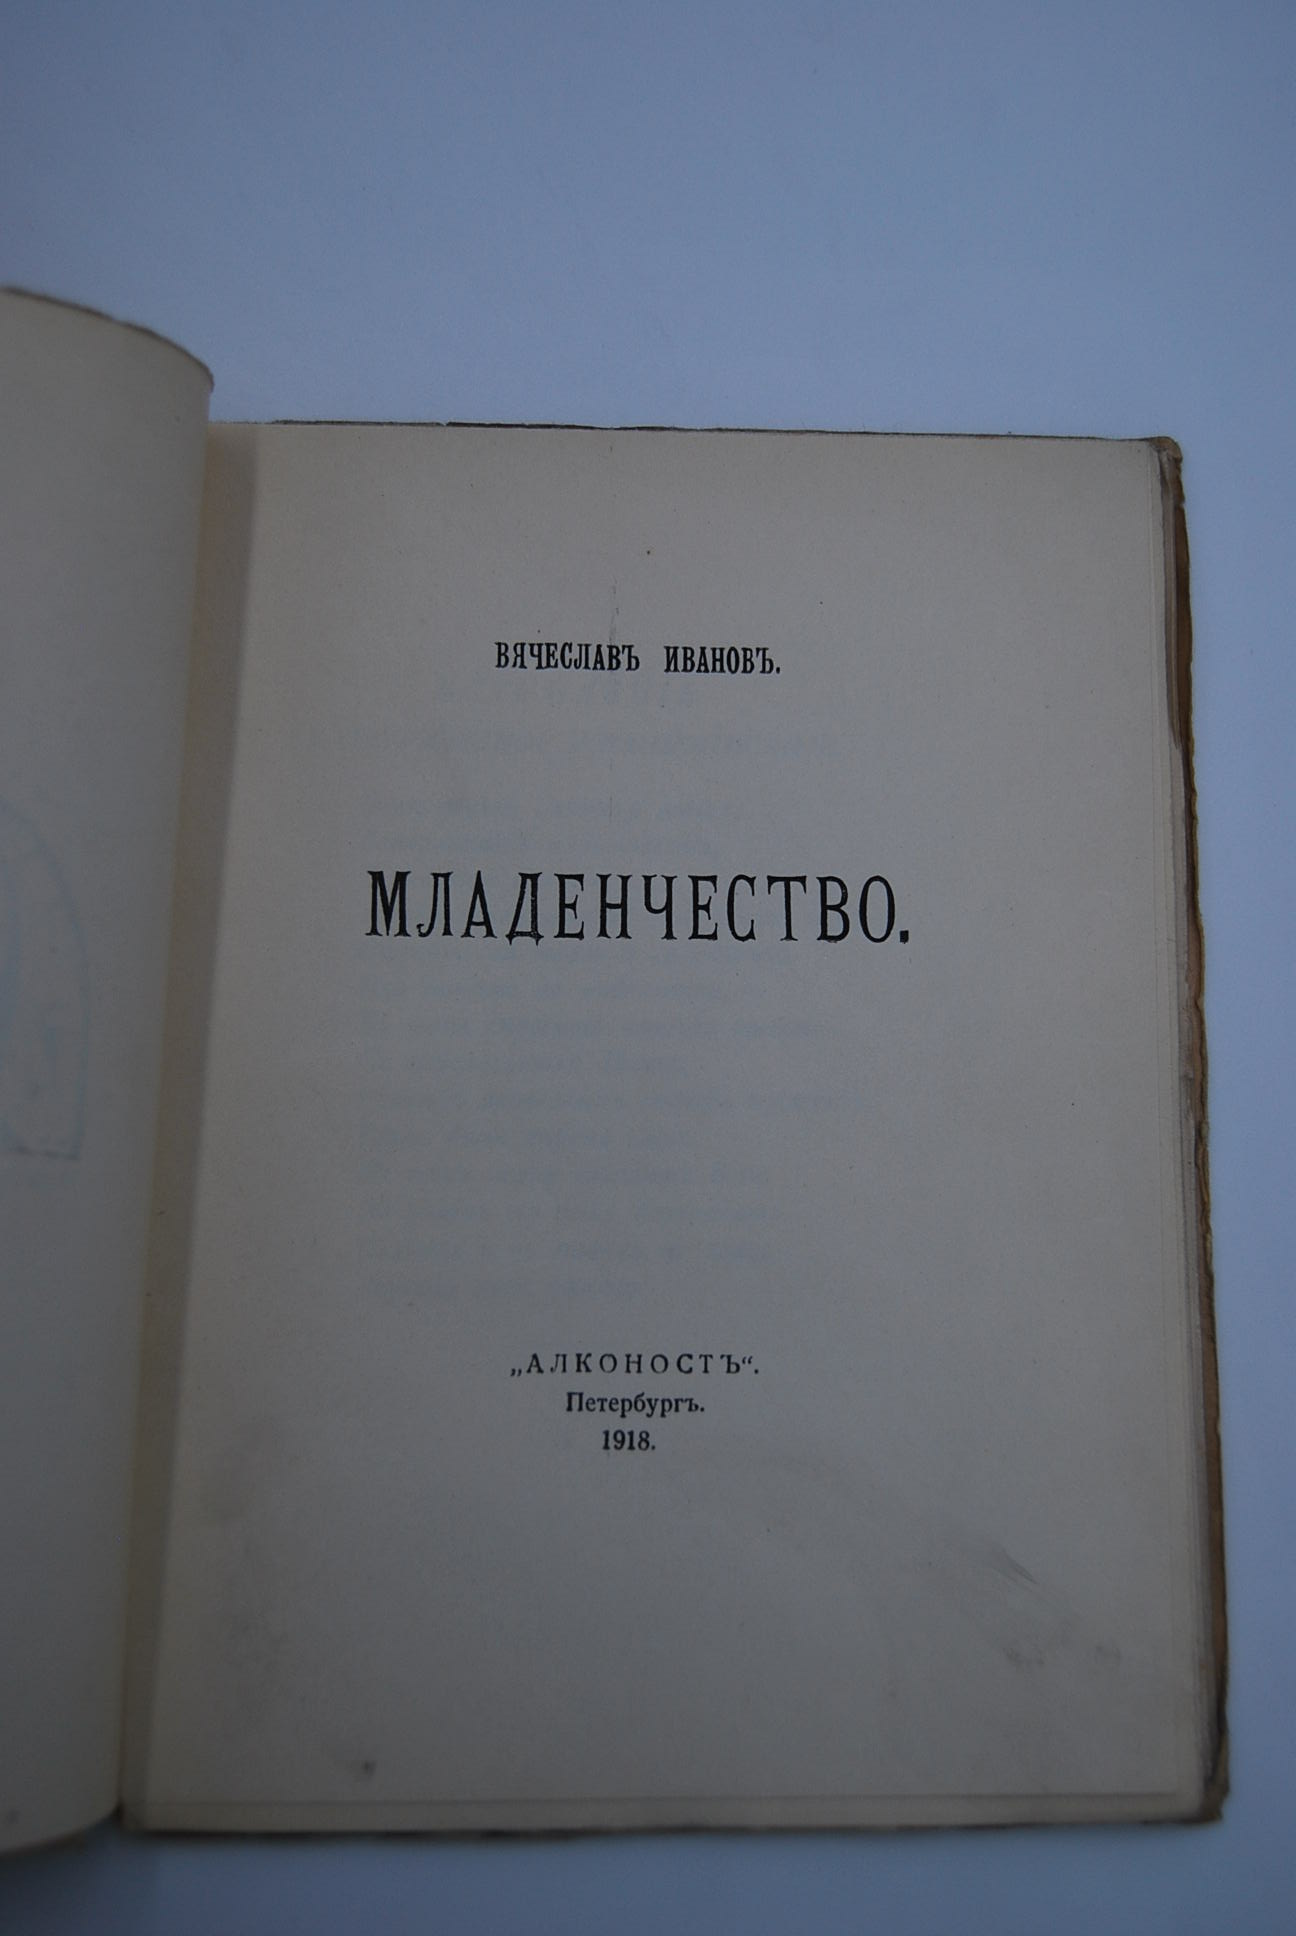 ВЯЧЕСЛАВЪ ИВАНОВЪ.
МЛАДЕНЧЕСТВО.
„АЛКОНОСТЪ“.
Петербургъ.
1918.